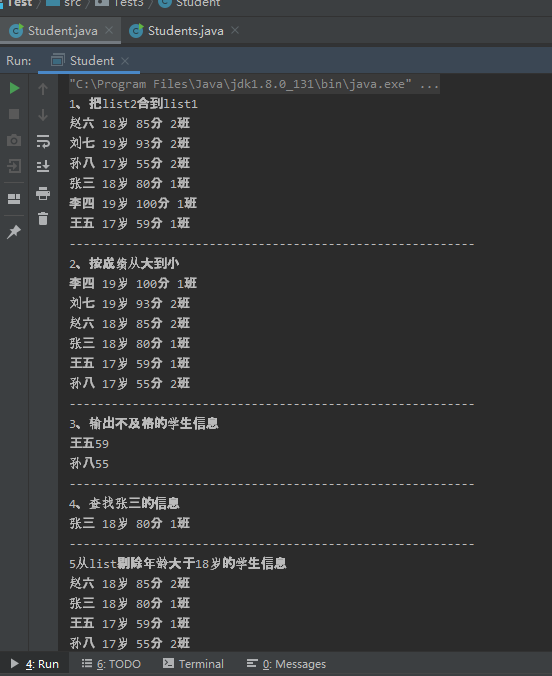 Test src Test3 Student
Student.java Students.java
Run: Student
"C:\Program Files\Java\jdk1.8.0_131\bin\java.exe" ...
1、把list2合到list1
赵六 18岁 85分 2班
刘七 19岁 93分 2班
孙八 17岁 55分 2班
张三 18岁 80分 1班
李四 19岁 100分 1班
王五 17岁 59分 1班
----------------------------------------------------------
2、按成绩从大到小
李四 19岁 100分 1班
刘七 19岁 93分 2班
赵六 18岁 85分 2班
张三 18岁 80分 1班
王五 17岁 59分 1班
孙八 17岁 55分 2班
----------------------------------------------------------
3、输出不及格的学生信息
王五59
孙八55
----------------------------------------------------------
4、查找张三的信息
张三 18岁 80分 1班
----------------------------------------------------------
5从list剔除年龄大于18岁的学生信息
赵六 18岁 85分 2班
张三 18岁 80分 1班
王五 17岁 59分 1班
孙八 17岁 55分 2班
4: Run 6: TODO Terminal 0: Messages